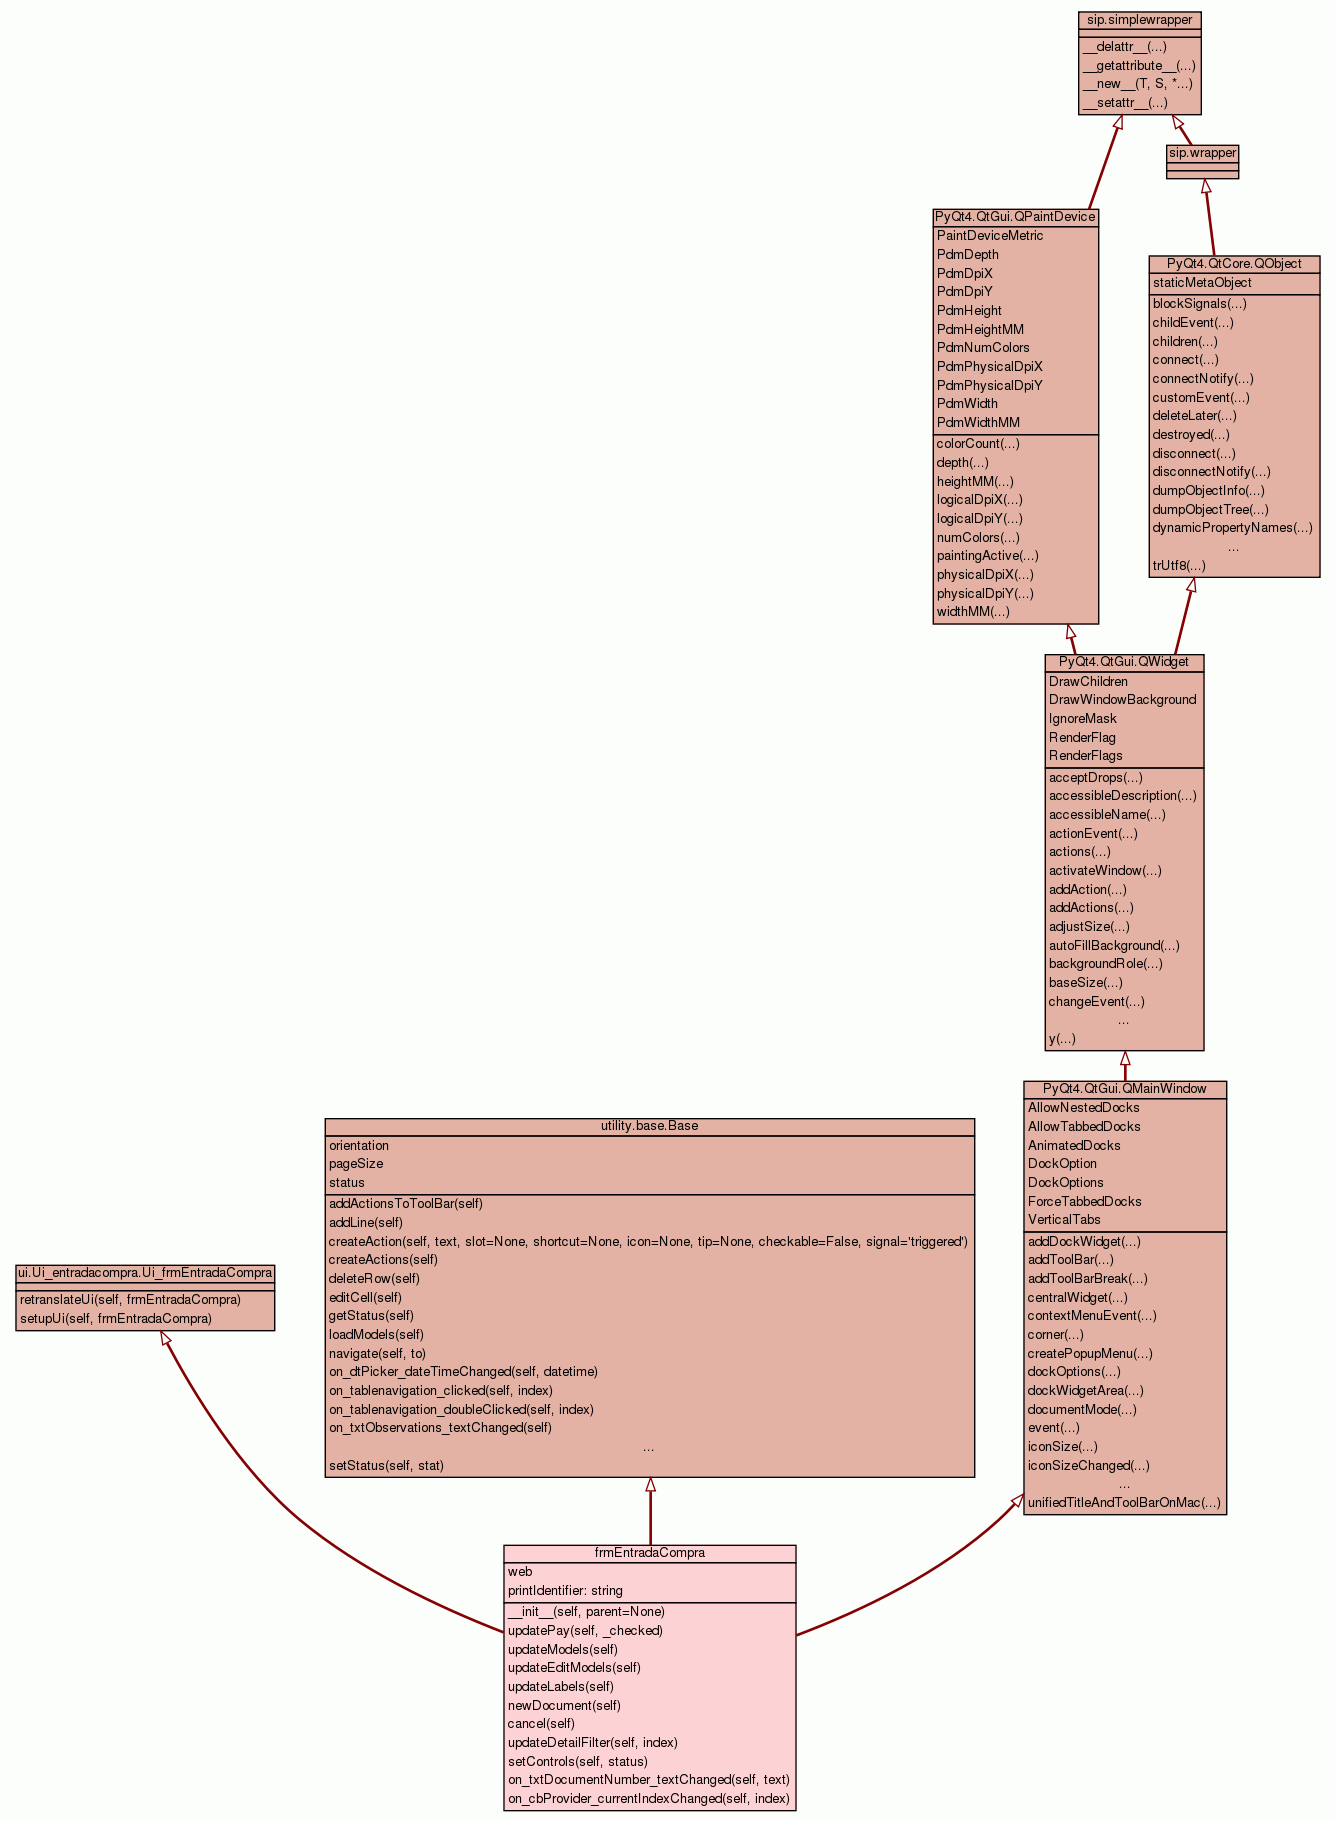 sip.simplewrapper
__delattr__(...)
__getattribute__(...)
__new__(T, S, *...)
__setattr__(...)
sip.wrapper
PyQt4.QtGui.QPaintDevice
PaintDeviceMetric
PdmDepth
PdmDpiX
PdmDpiY
PdmHeight
PdmHeightMM
PdmNumColors
PdmPhysicalDpiX
PdmPhysicalDpiY
PdmWidth
PdmWidthMM
colorCount(...)
depth(...)
heightMM(...)
logicalDpiX(...)
logicalDpiY(...)
numColors(...)
paintingActive(...)
physicalDpiX(...)
physicalDpiY(...)
widthMM(...)
PyQt4.QtCore.QObject
staticMetaObject
blockSignals(...)
childEvent(...)
children(...)
connect(...)
connectNotify(...)
customEvent(...)
deleteLater(...)
destroyed(...)
disconnect(...)
disconnectNotify(...)
dumpObjectInfo(...)
dumpObjectTree(...)
dynamicPropertyNames(...)
...
trUtf8(...)
PyQt4.QtGui.QWidget
DrawChildren
DrawWindowBackground
IgnoreMask
RenderFlag
RenderFlags
acceptDrops(...)
accessibleDescription(...)
accessibleName(...)
actionEvent(...)
actions(...)
activateWindow(...)
addAction(...)
addActions(...)
adjustSize(...)
autoFillBackground(...)
backgroundRole(...)
baseSize(...)
changeEvent(...)
...
y(...)
PyQt4.QtGui.QMainWindow
AllowNestedDocks
AllowTabbedDocks
AnimatedDocks
DockOption
DockOptions
ForceTabbedDocks
VerticalTabs
addDockWidget(...)
addToolBar(...)
addToolBarBreak(...)
centralWidget(...)
contextMenuEvent(...)
corner(...)
createPopupMenu(...)
dockOptions(...)
dockWidgetArea(...)
documentMode(...)
event(...)
iconSize(...)
iconSizeChanged(...)
...
unifiedTitleAndToolBarOnMac(...)
utility.base.Base
orientation
pageSize
status
addActionsToToolBar(self)
addLine(self)
createAction(self, text, slot=None, shortcut=None, icon=None, tip=None, checkable=False, signal='triggered')
createActions(self)
deleteRow(self)
editCell(self)
getStatus(self)
loadModels(self)
navigate(self, to)
on_dtPicker_dateTimeChanged(self, datetime)
on_tablenavigation_clicked(self, index)
on_tablenavigation_doubleClicked(self, index)
on_txtObservations_textChanged(self)
...
setStatus(self, stat)
ui.Ui_entradacompra.Ui_frmEntradaCompra
retranslateUi(self, frmEntradaCompra)
setupUi(self, frmEntradaCompra)
frmEntradaCompra
web
printIdentifier: string
__init__(self, parent=None)
updatePay(self, _checked)
updateModels(self)
updateEditModels(self)
updateLabels(self)
newDocument(self)
cancel(self)
updateDetailFilter(self, index)
setControls(self, status)
on_txtDocumentNumber_textChanged(self, text)
on_cbProvider_currentIndexChanged(self, index)